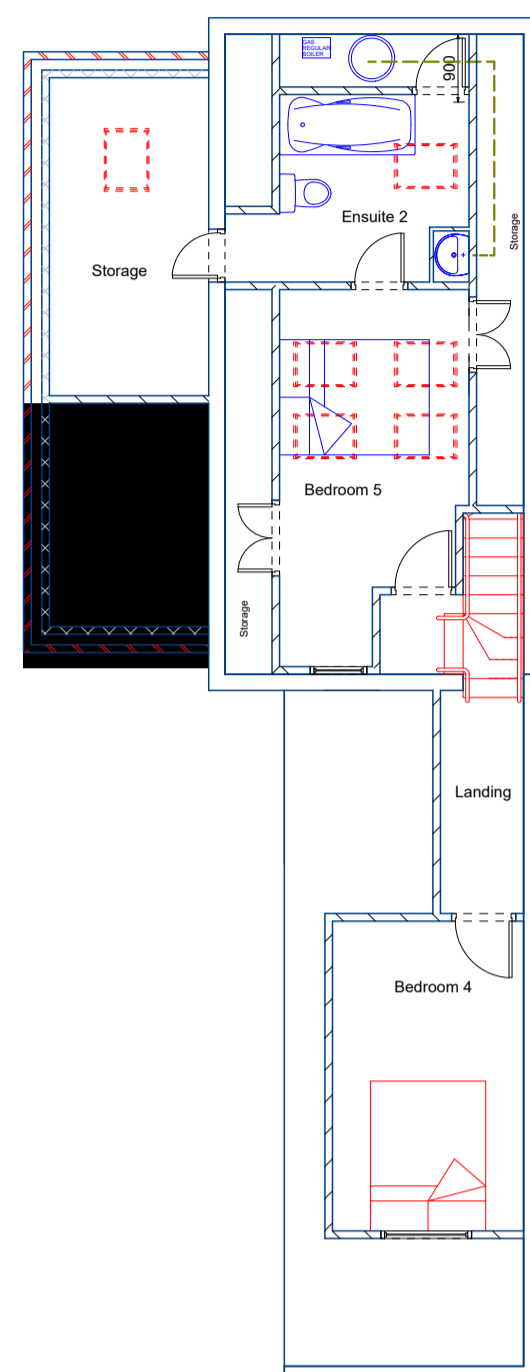 GAS
REGULAR
BOILER
900
Ensuite 2
Storage
Storage
Bedroom 5
Storage
Landing
Bedroom 4